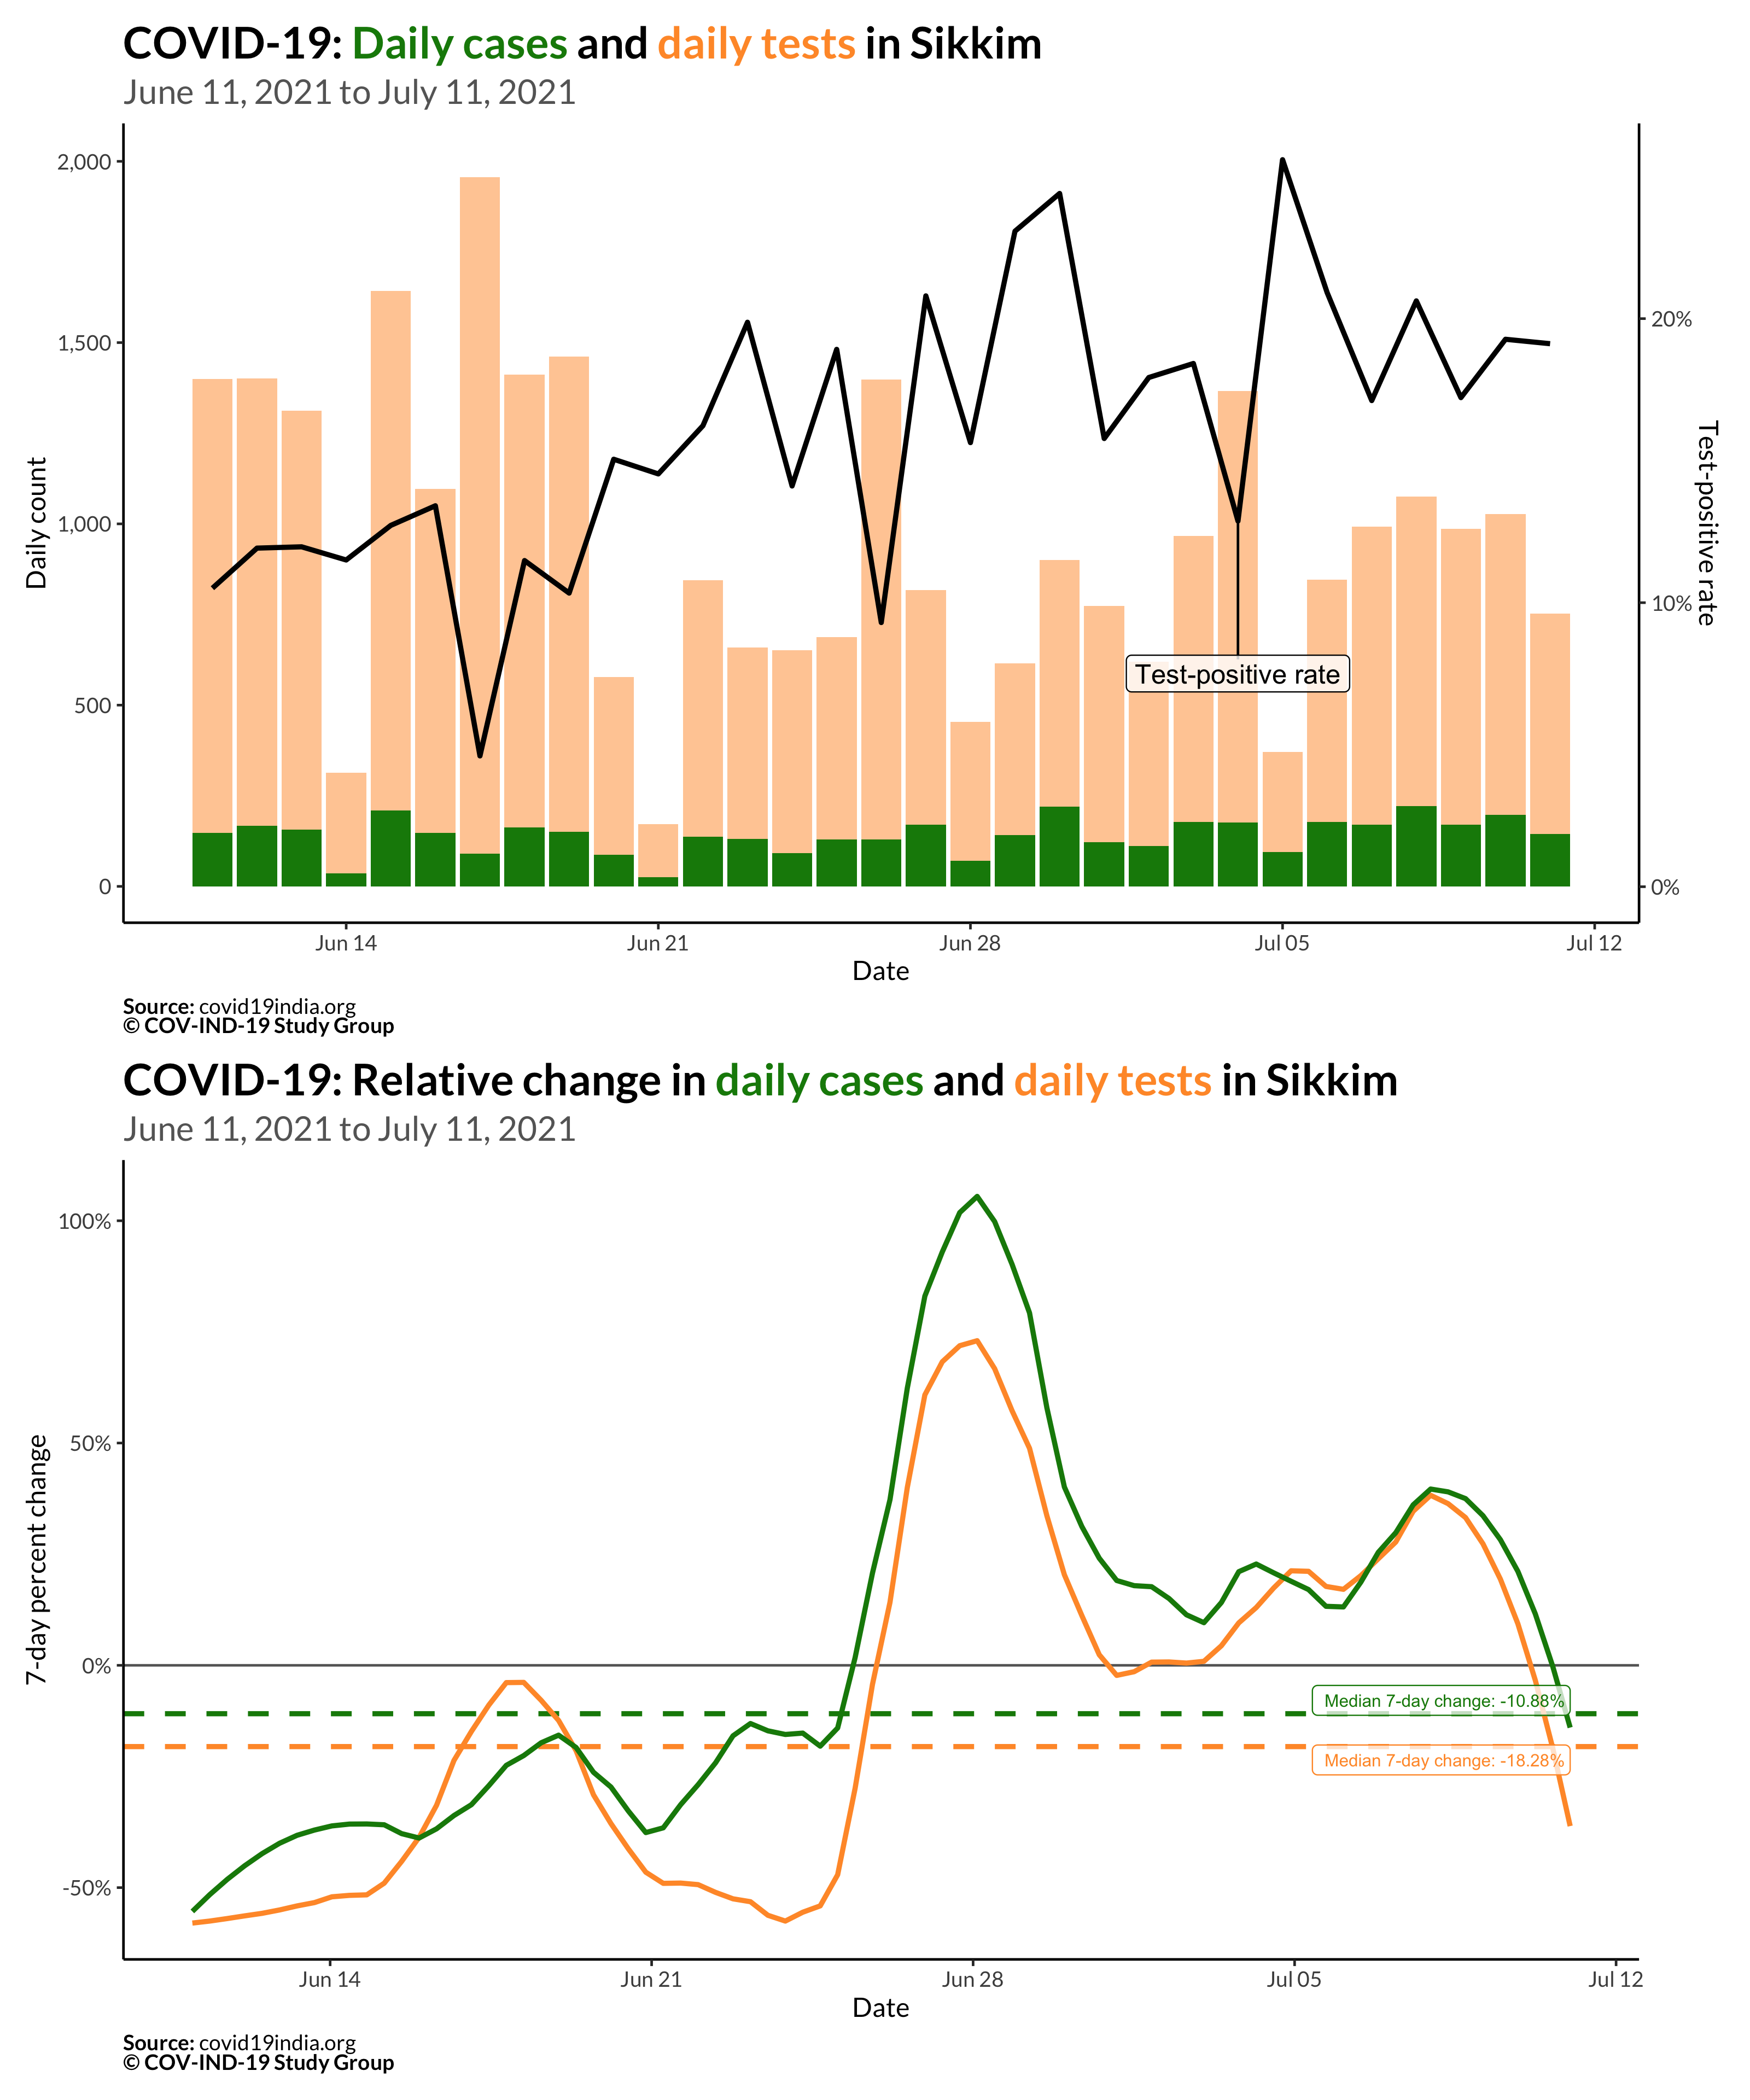 COVID-19: Daily cases and daily tests in Sikkim
June 11, 2021 to July 11, 2021
2,000
1,500
1,000
500
0
Daily count
20%
10%
0%
Test-positive rate
Test-positive rate
Jun 14 Jun 21 Jun 28 Jul 05 Jul 12
Date
Source: covid19india.org
© COV-IND-19 Study Group
COVID-19: Relative change in daily cases and daily tests in Sikkim
June 11, 2021 to July 11, 2021
100%
50%
0%
-50%
7-day percent change
Median 7-day change: -10.88%
Median 7-day change: -18.28%
Jun 14 Jun 21 Jun 28 Jul 05 Jul 12
Date
Source: covid19india.org
© COV-IND-19 Study Group